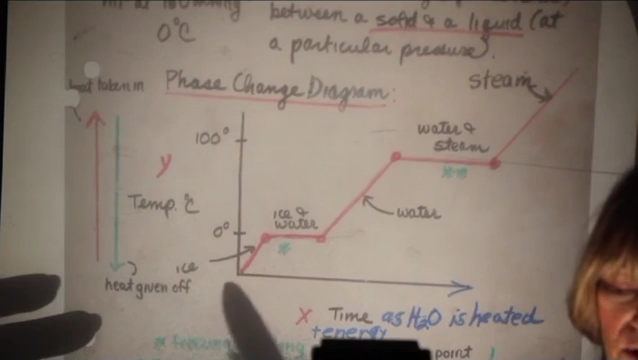 between a solid & a liquid (at
0°C
a particular pressure).
heat taken in
Phase Change Diagram:
steam
100°
water &
steam
y
Temp. °C
ice &
water
water
0°
ice
heat given off
x Time as H₂O is heated
+energy
point